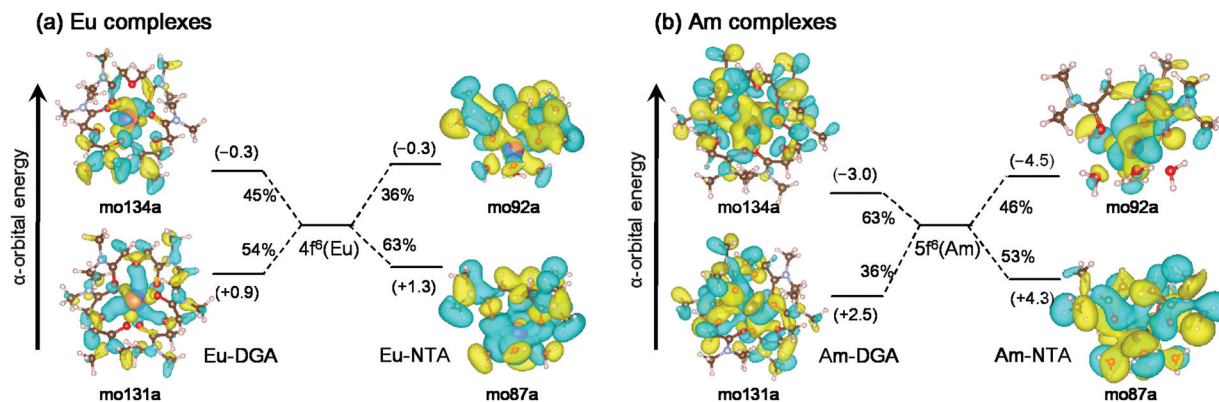 (a) Eu complexes
α-orbital energy
mo134a
(−0.3)
45%
54%
(+0.9)
mo131a
Eu-DGA
4f⁶(Eu)
(−0.3)
36%
63%
(+1.3)
Eu-NTA
mo92a
mo87a
(b) Am complexes
α-orbital energy
mo134a
(−3.0)
63%
36%
(+2.5)
mo131a
Am-DGA
5f⁶(Am)
(−4.5)
46%
53%
(+4.3)
Am-NTA
mo92a
mo87a